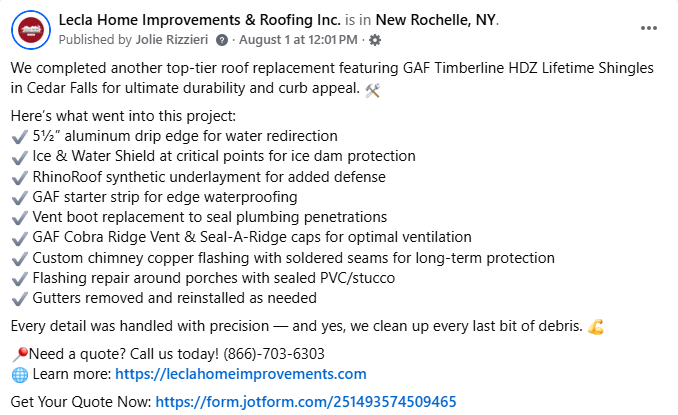 Lecla Home Improvements & Roofing Inc. is in New Rochelle, NY.
Published by Jolie Rizzieri · August 1 at 12:01 PM ·
We completed another top-tier roof replacement featuring GAF Timberline HDZ Lifetime Shingles
in Cedar Falls for ultimate durability and curb appeal. 🛠️
Here's what went into this project:
✔️ 5½" aluminum drip edge for water redirection
✔️ Ice & Water Shield at critical points for ice dam protection
✔️ RhinoRoof synthetic underlayment for added defense
✔️ GAF starter strip for edge waterproofing
✔️ Vent boot replacement to seal plumbing penetrations
✔️ GAF Cobra Ridge Vent & Seal-A-Ridge caps for optimal ventilation
✔️ Custom chimney copper flashing with soldered seams for long-term protection
✔️ Flashing repair around porches with sealed PVC/stucco
✔️ Gutters removed and reinstalled as needed
Every detail was handled with precision — and yes, we clean up every last bit of debris. 💪
📍Need a quote? Call us today! (866)-703-6303
🌐 Learn more: https://leclahomeimprovements.com
Get Your Quote Now: https://form.jotform.com/251493574509465